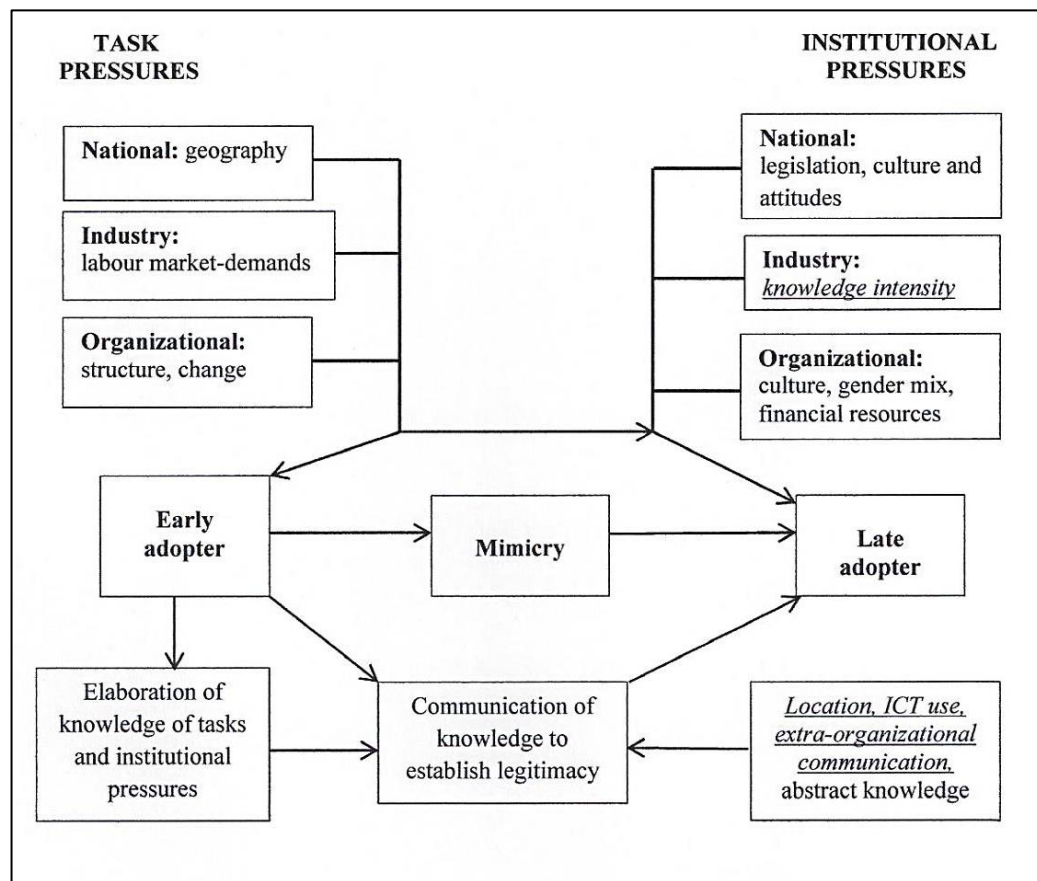 TASK
PRESSURES
INSTITUTIONAL
PRESSURES
National: geography
Industry:
labour market-demands
Organizational:
structure, change
National:
legislation, culture and
attitudes
Industry:
knowledge intensity
Organizational:
culture, gender mix,
financial resources
Early
adopter
Mimicry
Late
adopter
Elaboration of
knowledge of tasks
and institutional
pressures
Communication of
knowledge to
establish legitimacy
Location, ICT use,
extra-organizational
communication,
abstract knowledge